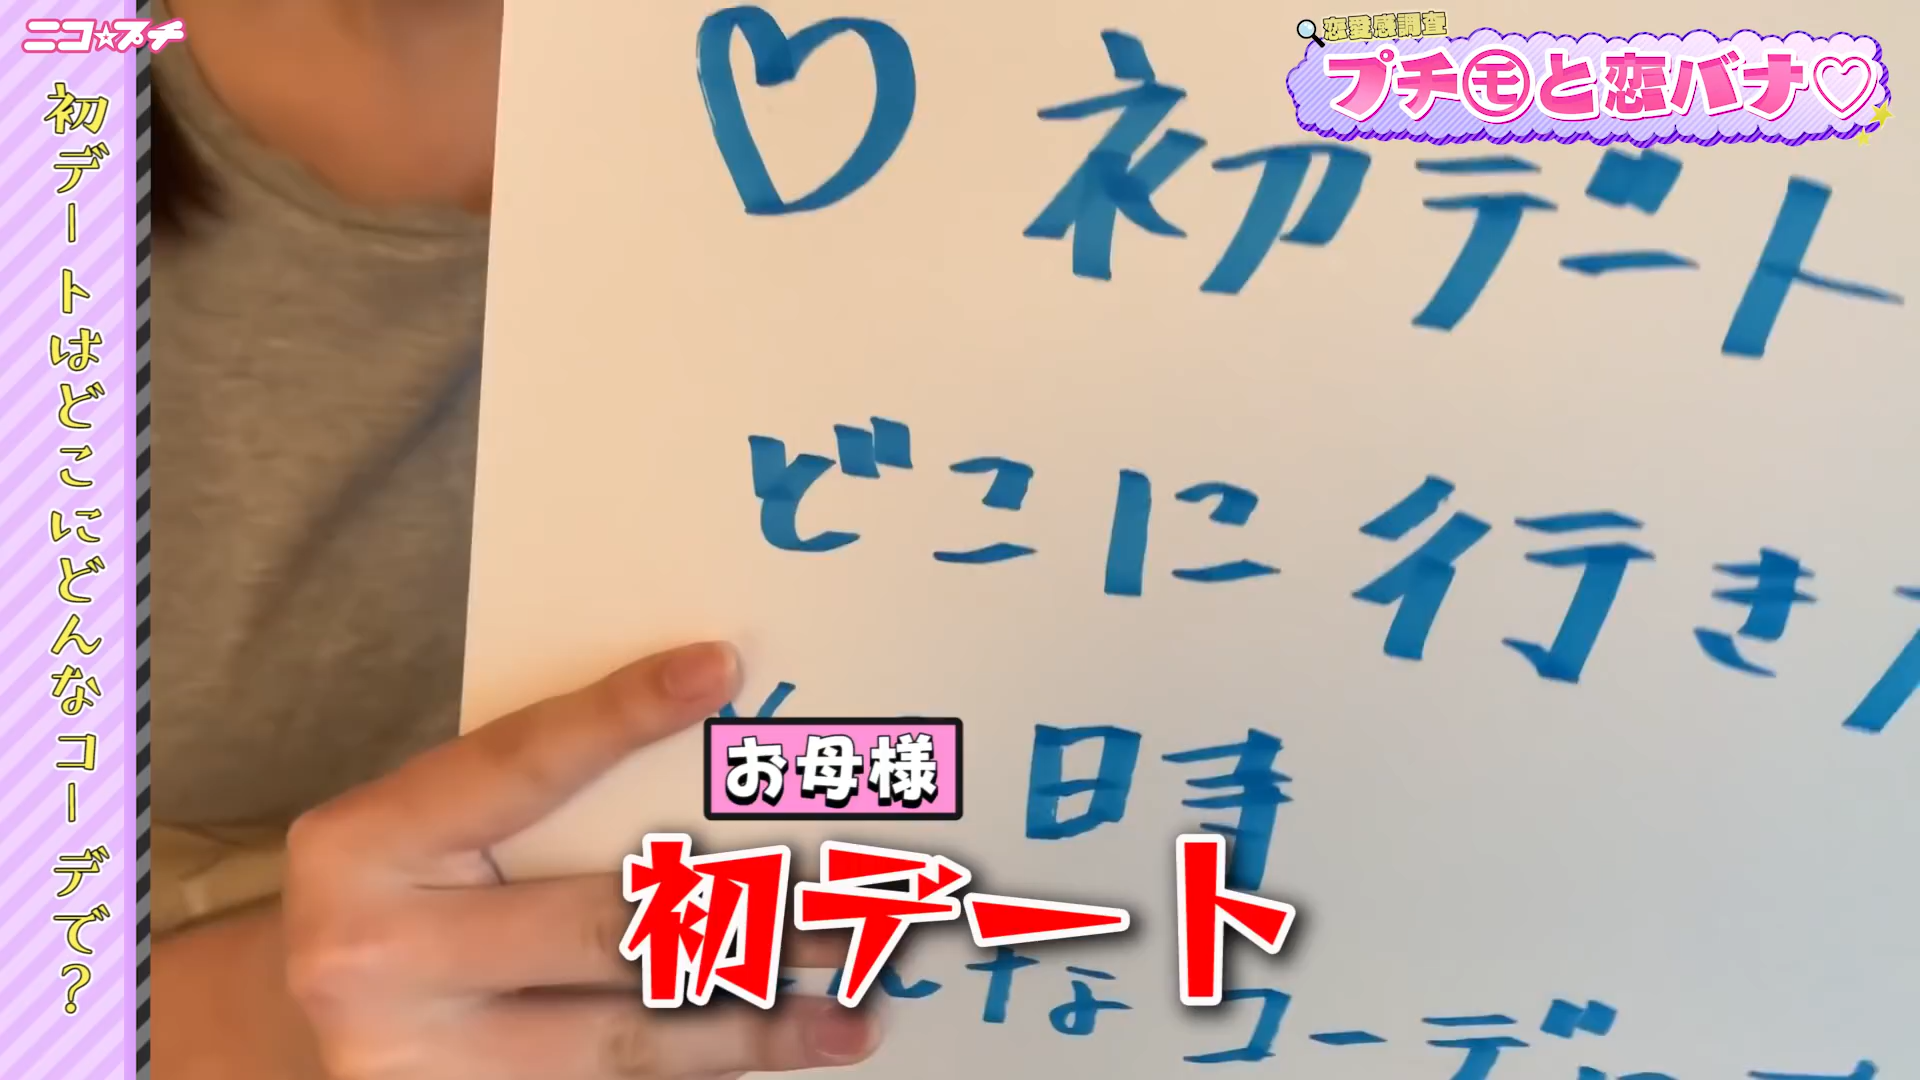 ニコ☆プチ
恋愛感調査
プチ㋲と恋バナ♡
初デートはどこにどんなコーデで?
♡ 初デート
どこに行き
日時
んなコーデ
お母様
初デート